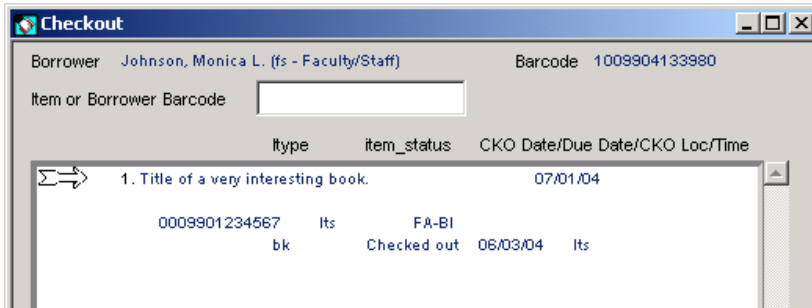 Checkout
Borrower Johnson, Monica L. (fs - Faculty/Staff) Barcode 1009904133980
Item or Borrower Barcode
Itype item_status CKO Date/Due Date/CKO Loc/Time
1. Title of a very interesting book. 07/01/04
0009901234567 lts FA-BI
bk Checked out 06/03/04 lts